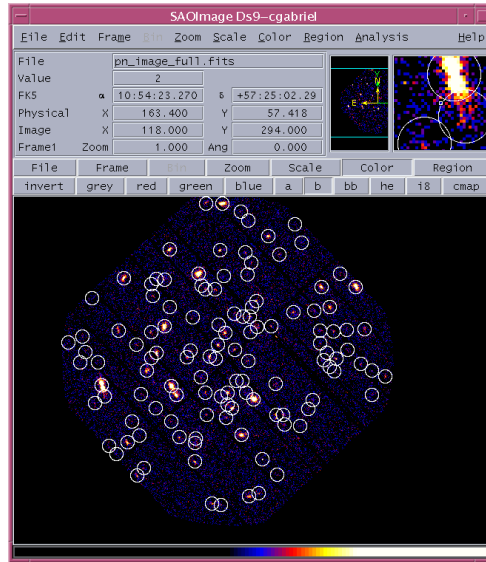 SAOImage Ds9-cgabriel
File Edit Frame Bin Zoom Scale Color Region Analysis Help
File pn_image_full.fits
Value 2
FK5 α 10:54:23.270 δ +57:25:02.29
Physical X 163.400 Y 57.418
Image X 118.000 Y 294.000
Frame1 Zoom 1.000 Ang 0.000
Y
N
E
X
File Frame Bin Zoom Scale Color Region
invert grey red green blue a b bb he i8 cmap